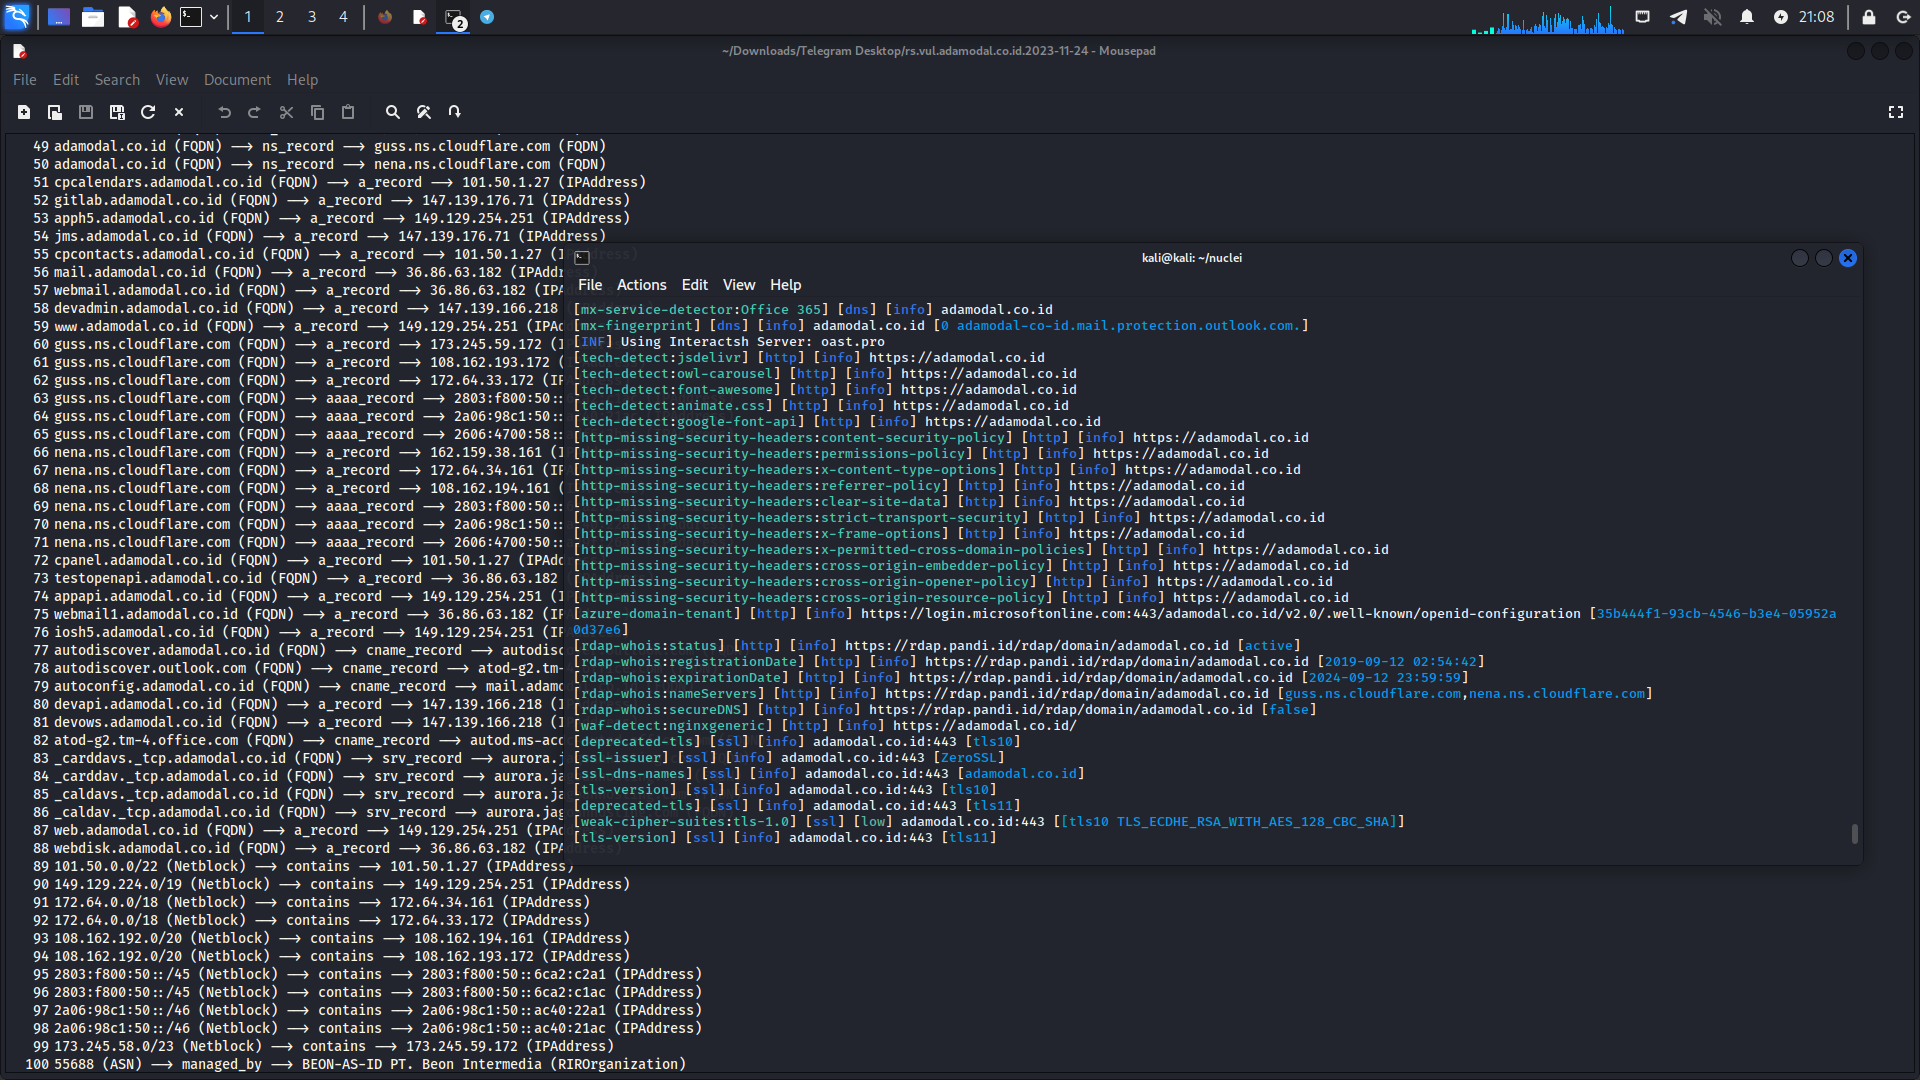 1 2 3 4
2
21:08
~/Downloads/Telegram Desktop/rs.vul.adamodal.co.id.2023-11-24 - Mousepad
File Edit Search View Document Help
49 adamodal.co.id (FQDN) --> ns_record --> guss.ns.cloudflare.com (FQDN)
50 adamodal.co.id (FQDN) --> ns_record --> nena.ns.cloudflare.com (FQDN)
51 cpcalendars.adamodal.co.id (FQDN) --> a_record --> 101.50.1.27 (IPAddress)
52 gitlab.adamodal.co.id (FQDN) --> a_record --> 147.139.176.71 (IPAddress)
53 apph5.adamodal.co.id (FQDN) --> a_record --> 149.129.254.251 (IPAddress)
54 jms.adamodal.co.id (FQDN) --> a_record --> 147.139.176.71 (IPAddress)
55 cpcontacts.adamodal.co.id (FQDN) --> a_record --> 101.50.1.27 (I
56 mail.adamodal.co.id (FQDN) --> a_record --> 36.86.63.182 (IPAddr
57 webmail.adamodal.co.id (FQDN) --> a_record --> 36.86.63.182 (IPA
58 devadmin.adamodal.co.id (FQDN) --> a_record --> 147.139.166.218 (
59 www.adamodal.co.id (FQDN) --> a_record --> 149.129.254.251 (IPAd
60 guss.ns.cloudflare.com (FQDN) --> a_record --> 173.245.59.172 (I
61 guss.ns.cloudflare.com (FQDN) --> a_record --> 108.162.193.172 (
62 guss.ns.cloudflare.com (FQDN) --> a_record --> 172.64.33.172 (IP
63 guss.ns.cloudflare.com (FQDN) --> aaaa_record --> 2803:f800:50::
64 guss.ns.cloudflare.com (FQDN) --> aaaa_record --> 2a06:98c1:50::
65 guss.ns.cloudflare.com (FQDN) --> aaaa_record --> 2606:4700:58::
66 nena.ns.cloudflare.com (FQDN) --> a_record --> 162.159.38.161 (I
67 nena.ns.cloudflare.com (FQDN) --> a_record --> 172.64.34.161 (IP
68 nena.ns.cloudflare.com (FQDN) --> a_record --> 108.162.194.161 (
69 nena.ns.cloudflare.com (FQDN) --> aaaa_record --> 2803:f800:50::
70 nena.ns.cloudflare.com (FQDN) --> aaaa_record --> 2a06:98c1:50::
71 nena.ns.cloudflare.com (FQDN) --> aaaa_record --> 2606:4700:50::
72 cpanel.adamodal.co.id (FQDN) --> a_record --> 101.50.1.27 (IPAdd
73 testopenapi.adamodal.co.id (FQDN) --> a_record --> 36.86.63.182
74 appapi.adamodal.co.id (FQDN) --> a_record --> 149.129.254.251 (I
75 webmail1.adamodal.co.id (FQDN) --> a_record --> 36.86.63.182 (IP
76 iosh5.adamodal.co.id (FQDN) --> a_record --> 149.129.254.251 (IP
77 autodiscover.adamodal.co.id (FQDN) --> cname_record --> autodisc
78 autodiscover.outlook.com (FQDN) --> cname_record --> atod-g2.tm-
79 autoconfig.adamodal.co.id (FQDN) --> cname_record --> mail.adamo
80 devapi.adamodal.co.id (FQDN) --> a_record --> 147.139.166.218 (I
81 devows.adamodal.co.id (FQDN) --> a_record --> 147.139.166.218 (I
82 atod-g2.tm-4.office.com (FQDN) --> cname_record --> autod.ms-acc
83 _carddavs._tcp.adamodal.co.id (FQDN) --> srv_record --> aurora.j
84 _carddav._tcp.adamodal.co.id (FQDN) --> srv_record --> aurora.ja
85 _caldavs._tcp.adamodal.co.id (FQDN) --> srv_record --> aurora.ja
86 _caldav._tcp.adamodal.co.id (FQDN) --> srv_record --> aurora.jag
87 web.adamodal.co.id (FQDN) --> a_record --> 149.129.254.251 (IPAd
88 webdisk.adamodal.co.id (FQDN) --> a_record --> 36.86.63.182 (IPA
89 101.50.0.0/22 (Netblock) --> contains --> 101.50.1.27 (IPAddress)
90 149.129.224.0/19 (Netblock) --> contains --> 149.129.254.251 (IPAddress)
91 172.64.0.0/18 (Netblock) --> contains --> 172.64.34.161 (IPAddress)
92 172.64.0.0/18 (Netblock) --> contains --> 172.64.33.172 (IPAddress)
93 108.162.192.0/20 (Netblock) --> contains --> 108.162.194.161 (IPAddress)
94 108.162.192.0/20 (Netblock) --> contains --> 108.162.193.172 (IPAddress)
95 2803:f800:50::/45 (Netblock) --> contains --> 2803:f800:50::6ca2:c2a1 (IPAddress)
96 2803:f800:50::/45 (Netblock) --> contains --> 2803:f800:50::6ca2:c1ac (IPAddress)
97 2a06:98c1:50::/46 (Netblock) --> contains --> 2a06:98c1:50::ac40:22a1 (IPAddress)
98 2a06:98c1:50::/46 (Netblock) --> contains --> 2a06:98c1:50::ac40:21ac (IPAddress)
99 173.245.58.0/23 (Netblock) --> contains --> 173.245.59.172 (IPAddress)
100 55688 (ASN) --> managed_by --> BEON-AS-ID PT. Beon Intermedia (RIROrganization)
kali@kali: ~/nuclei
File Actions Edit View Help
[mx-service-detector:Office 365] [dns] [info] adamodal.co.id
[mx-fingerprint] [dns] [info] adamodal.co.id [0 adamodal-co-id.mail.protection.outlook.com.]
[INF] Using Interactsh Server: oast.pro
[tech-detect:jsdelivr] [http] [info] https://adamodal.co.id
[tech-detect:owl-carousel] [http] [info] https://adamodal.co.id
[tech-detect:font-awesome] [http] [info] https://adamodal.co.id
[tech-detect:animate.css] [http] [info] https://adamodal.co.id
[tech-detect:google-font-api] [http] [info] https://adamodal.co.id
[http-missing-security-headers:content-security-policy] [http] [info] https://adamodal.co.id
[http-missing-security-headers:permissions-policy] [http] [info] https://adamodal.co.id
[http-missing-security-headers:x-content-type-options] [http] [info] https://adamodal.co.id
[http-missing-security-headers:referrer-policy] [http] [info] https://adamodal.co.id
[http-missing-security-headers:clear-site-data] [http] [info] https://adamodal.co.id
[http-missing-security-headers:strict-transport-security] [http] [info] https://adamodal.co.id
[http-missing-security-headers:x-frame-options] [http] [info] https://adamodal.co.id
[http-missing-security-headers:x-permitted-cross-domain-policies] [http] [info] https://adamodal.co.id
[http-missing-security-headers:cross-origin-embedder-policy] [http] [info] https://adamodal.co.id
[http-missing-security-headers:cross-origin-opener-policy] [http] [info] https://adamodal.co.id
[http-missing-security-headers:cross-origin-resource-policy] [http] [info] https://adamodal.co.id
[azure-domain-tenant] [http] [info] https://login.microsoftonline.com:443/adamodal.co.id/v2.0/.well-known/openid-configuration [35b444f1-93cb-4546-b3e4-05952a
0d37e6]
[rdap-whois:status] [http] [info] https://rdap.pandi.id/rdap/domain/adamodal.co.id [active]
[rdap-whois:registrationDate] [http] [info] https://rdap.pandi.id/rdap/domain/adamodal.co.id [2019-09-12 02:54:42]
[rdap-whois:expirationDate] [http] [info] https://rdap.pandi.id/rdap/domain/adamodal.co.id [2024-09-12 23:59:59]
[rdap-whois:nameServers] [http] [info] https://rdap.pandi.id/rdap/domain/adamodal.co.id [guss.ns.cloudflare.com,nena.ns.cloudflare.com]
[rdap-whois:secureDNS] [http] [info] https://rdap.pandi.id/rdap/domain/adamodal.co.id [false]
[waf-detect:nginxgeneric] [http] [info] https://adamodal.co.id/
[deprecated-tls] [ssl] [info] adamodal.co.id:443 [tls10]
[ssl-issuer] [ssl] [info] adamodal.co.id:443 [ZeroSSL]
[ssl-dns-names] [ssl] [info] adamodal.co.id:443 [adamodal.co.id]
[tls-version] [ssl] [info] adamodal.co.id:443 [tls10]
[deprecated-tls] [ssl] [info] adamodal.co.id:443 [tls11]
[weak-cipher-suites:tls-1.0] [ssl] [low] adamodal.co.id:443 [[tls10 TLS_ECDHE_RSA_WITH_AES_128_CBC_SHA]]
[tls-version] [ssl] [info] adamodal.co.id:443 [tls11]